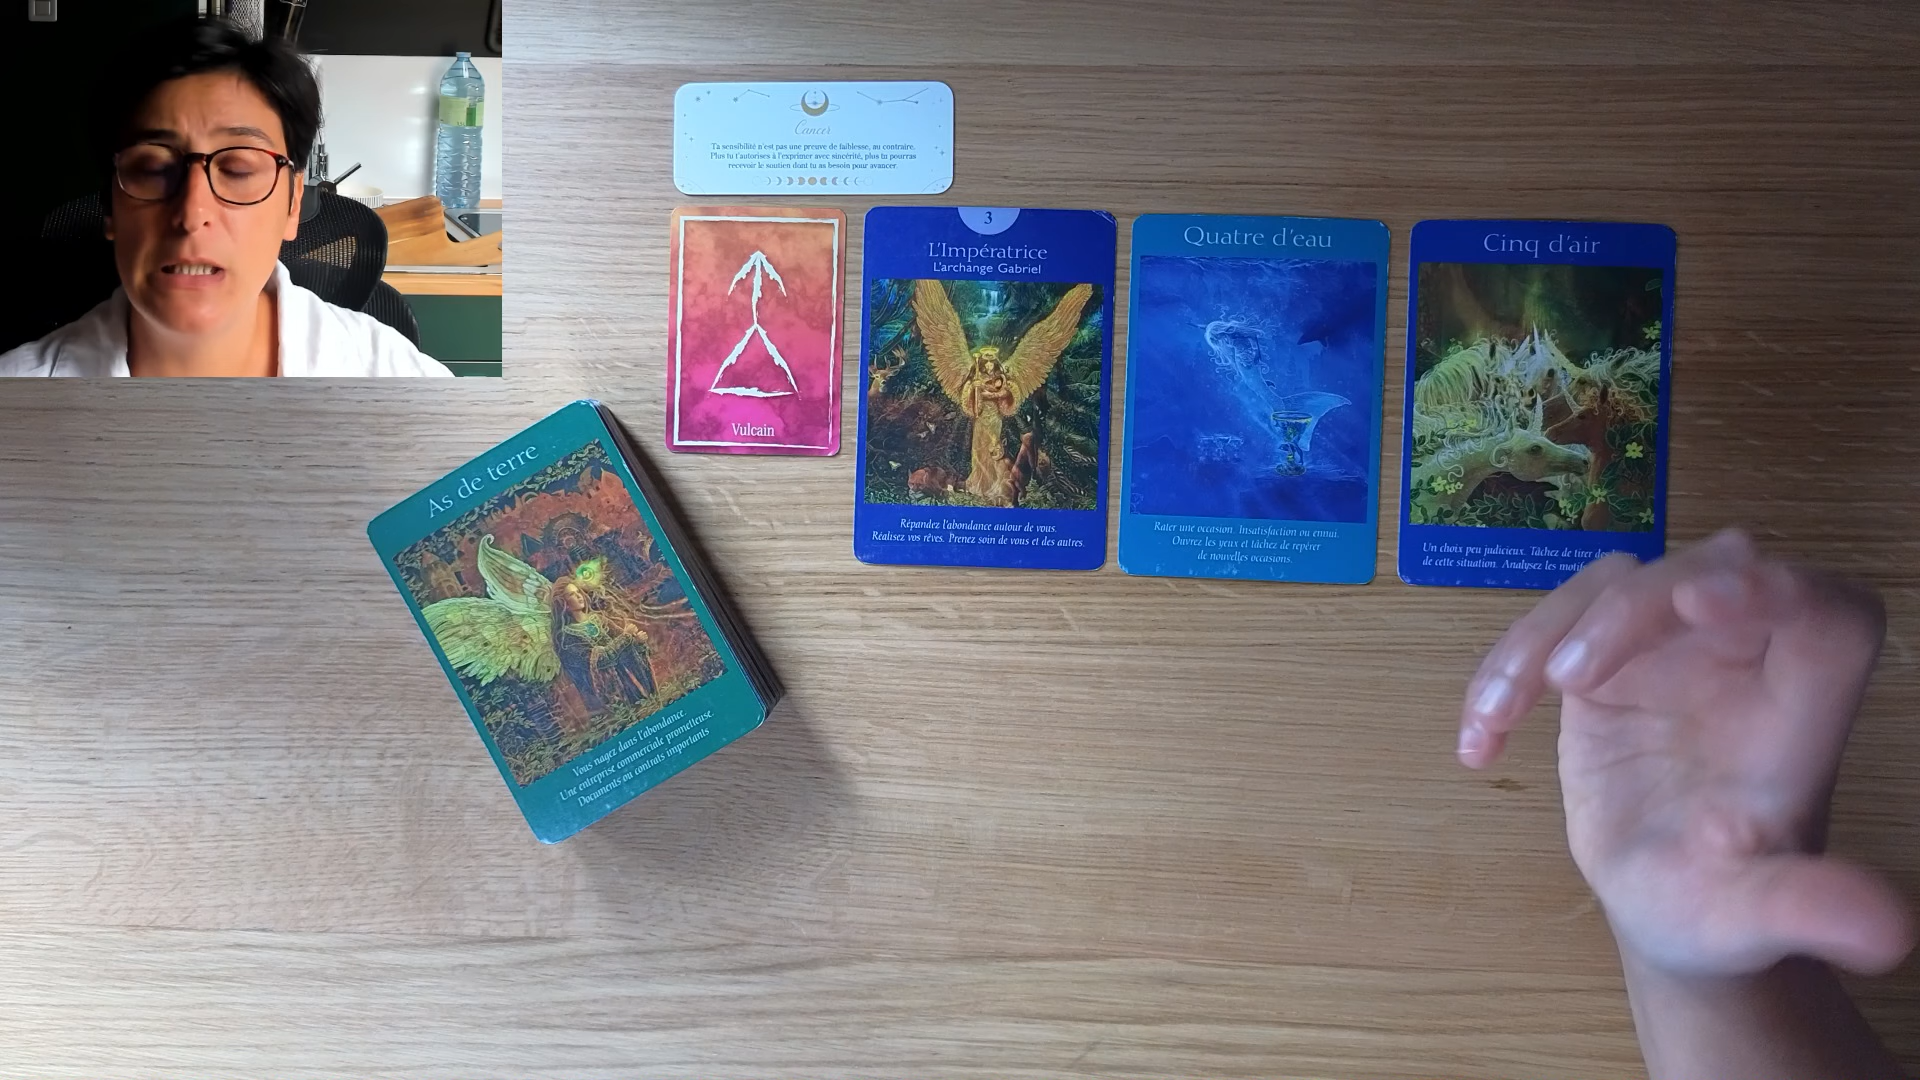 Cancer
Ta sensibilité n'est pas une preuve de faiblesse, au contraire.
Plus tu t'autorises à l'exprimer avec sincérité, plus tu pourras
recevoir le soutien dont tu as besoin pour avancer.
Vulcain
3
L'Impératrice
L'archange Gabriel
Répandez l'abondance autour de vous.
Réalisez vos rêves. Prenez soin de vous et des autres.
Quatre d'eau
Rater une occasion. Insatisfaction ou ennui.
Ouvrez les yeux et tâchez de repérer
de nouvelles occasions.
Cinq d'air
Un choix peu judicieux. Tâchez de tirer
de cette situation. Analysez les
As de terre
Vous nagez dans l'abondance.
Une entreprise commerciale prometteuse.
Documents ou contrats importants